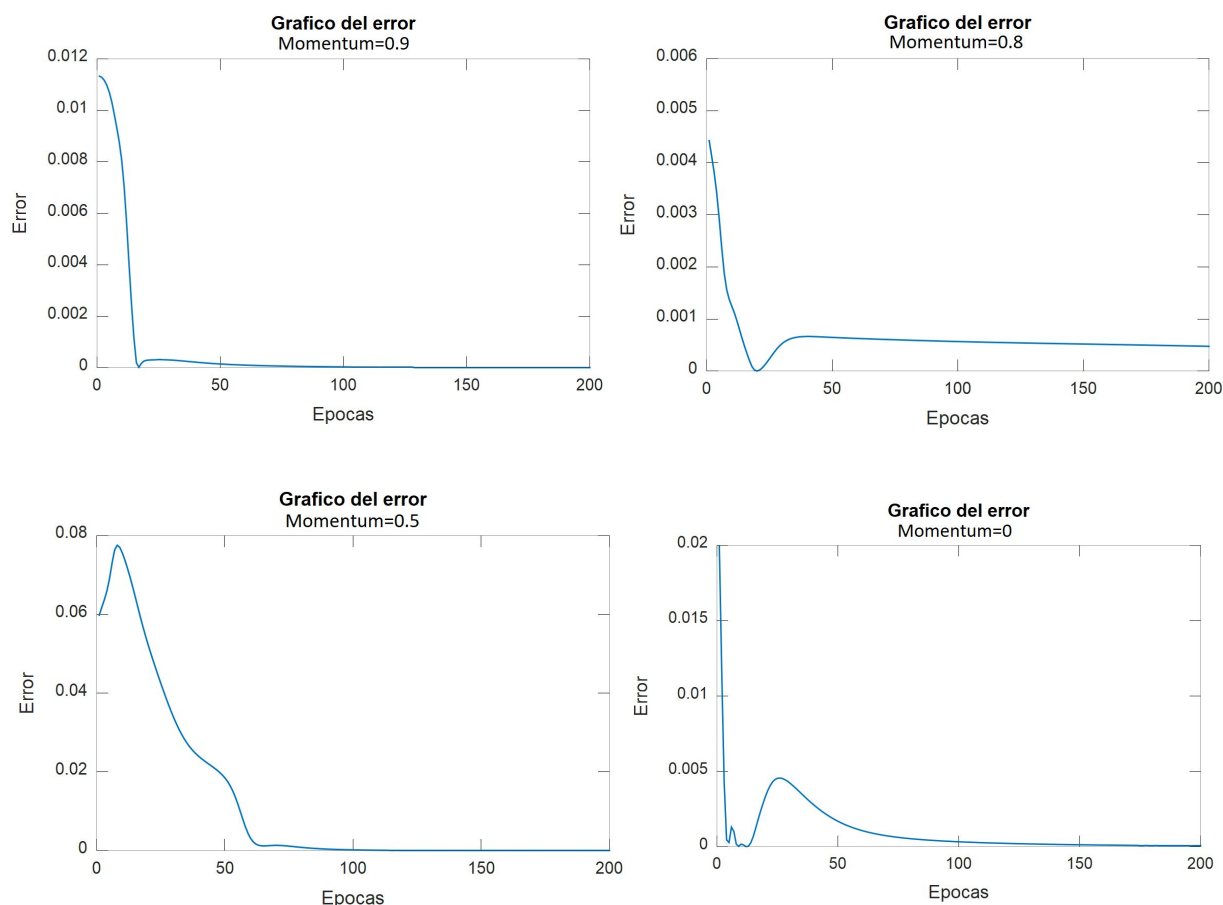 Grafico del error
Momentum=0.9
0.012
0.01
0.008
0.006
0.004
0.002
0
0 50 100 150 200
Error
Epocas
Grafico del error
Momentum=0.8
0.006
0.005
0.004
0.003
0.002
0.001
0
0 50 100 150 200
Error
Epocas
Grafico del error
Momentum=0.5
0.08
0.06
0.04
0.02
0
0 50 100 150 200
Error
Epocas
Grafico del error
Momentum=0
0.02
0.015
0.01
0.005
0
0 50 100 150 200
Error
Epocas